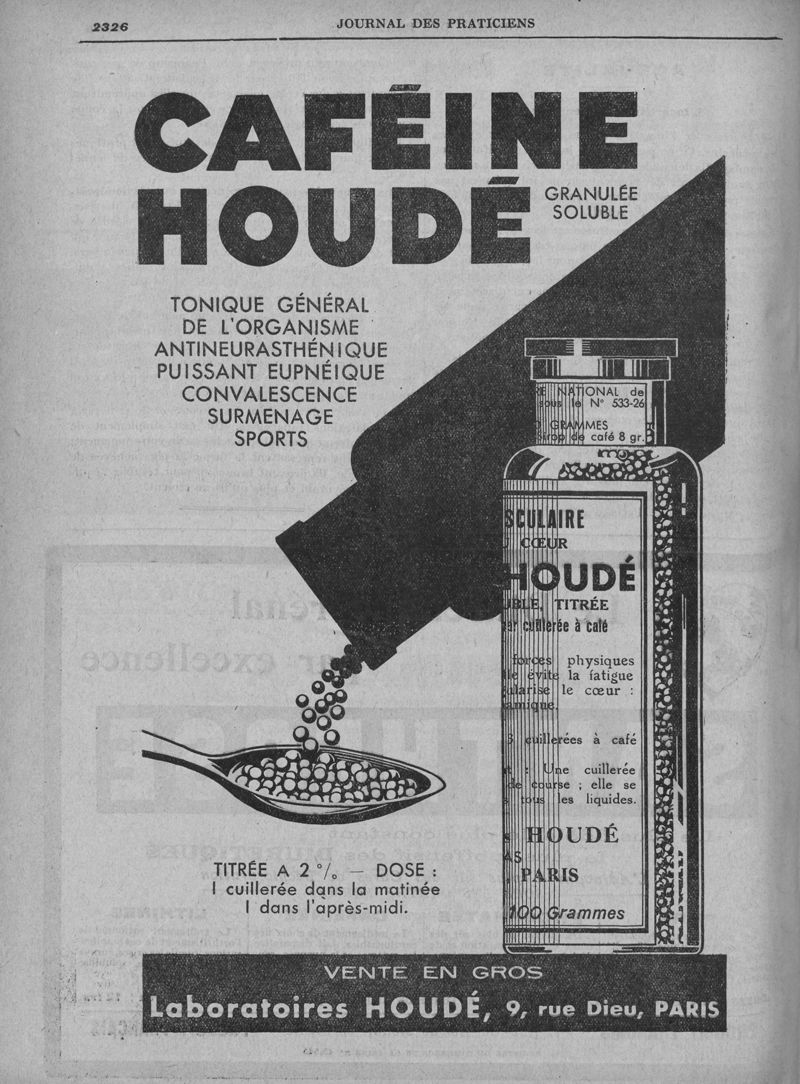 2326
JOURNAL DES PRATICIENS
CAFÉINE
HOUDÉ
GRANULÉE
SOLUBLE
TONIQUE GÉNÉRAL
DE L'ORGANISME
ANTINEURASTHÉNIQUE
PUISSANT EUPNÉIQUE
CONVALESCENCE
SURMENAGE
SPORTS
RE NATIONAL de
sous le N° 533-26
GRAMMES
Sirop de café 8 gr.
SCULAIRE
CŒUR
HOUDÉ
UBLE, TITRÉE
par cuillerée à café
forces physiques
lle évite la fatigue
gularise le cœur :
amique.
3 cuillerées à café
: Une cuillerée
de course ; elle se
tous les liquides.
HOUDÉ
AS
PARIS
100 Grammes
TITRÉE A 2 % — DOSE :
1 cuillerée dans la matinée
1 dans l'après-midi.
VENTE EN GROS
Laboratoires HOUDÉ, 9, rue Dieu, PARIS